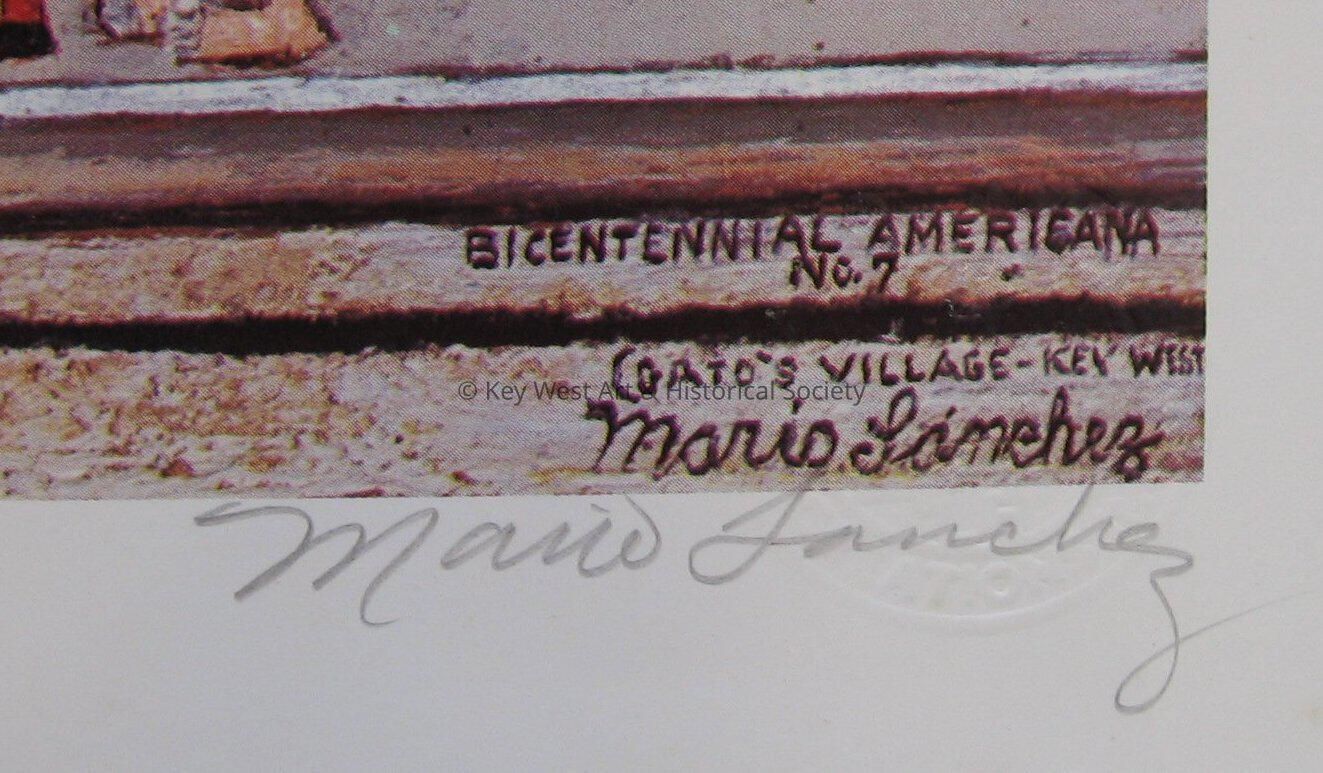 BICENTENNIAL AMERICANA
No. 7
GATO'S VILLAGE - KEY WEST
© Key West Art & Historical Society
Mario Sánchez
Mario Sanchez